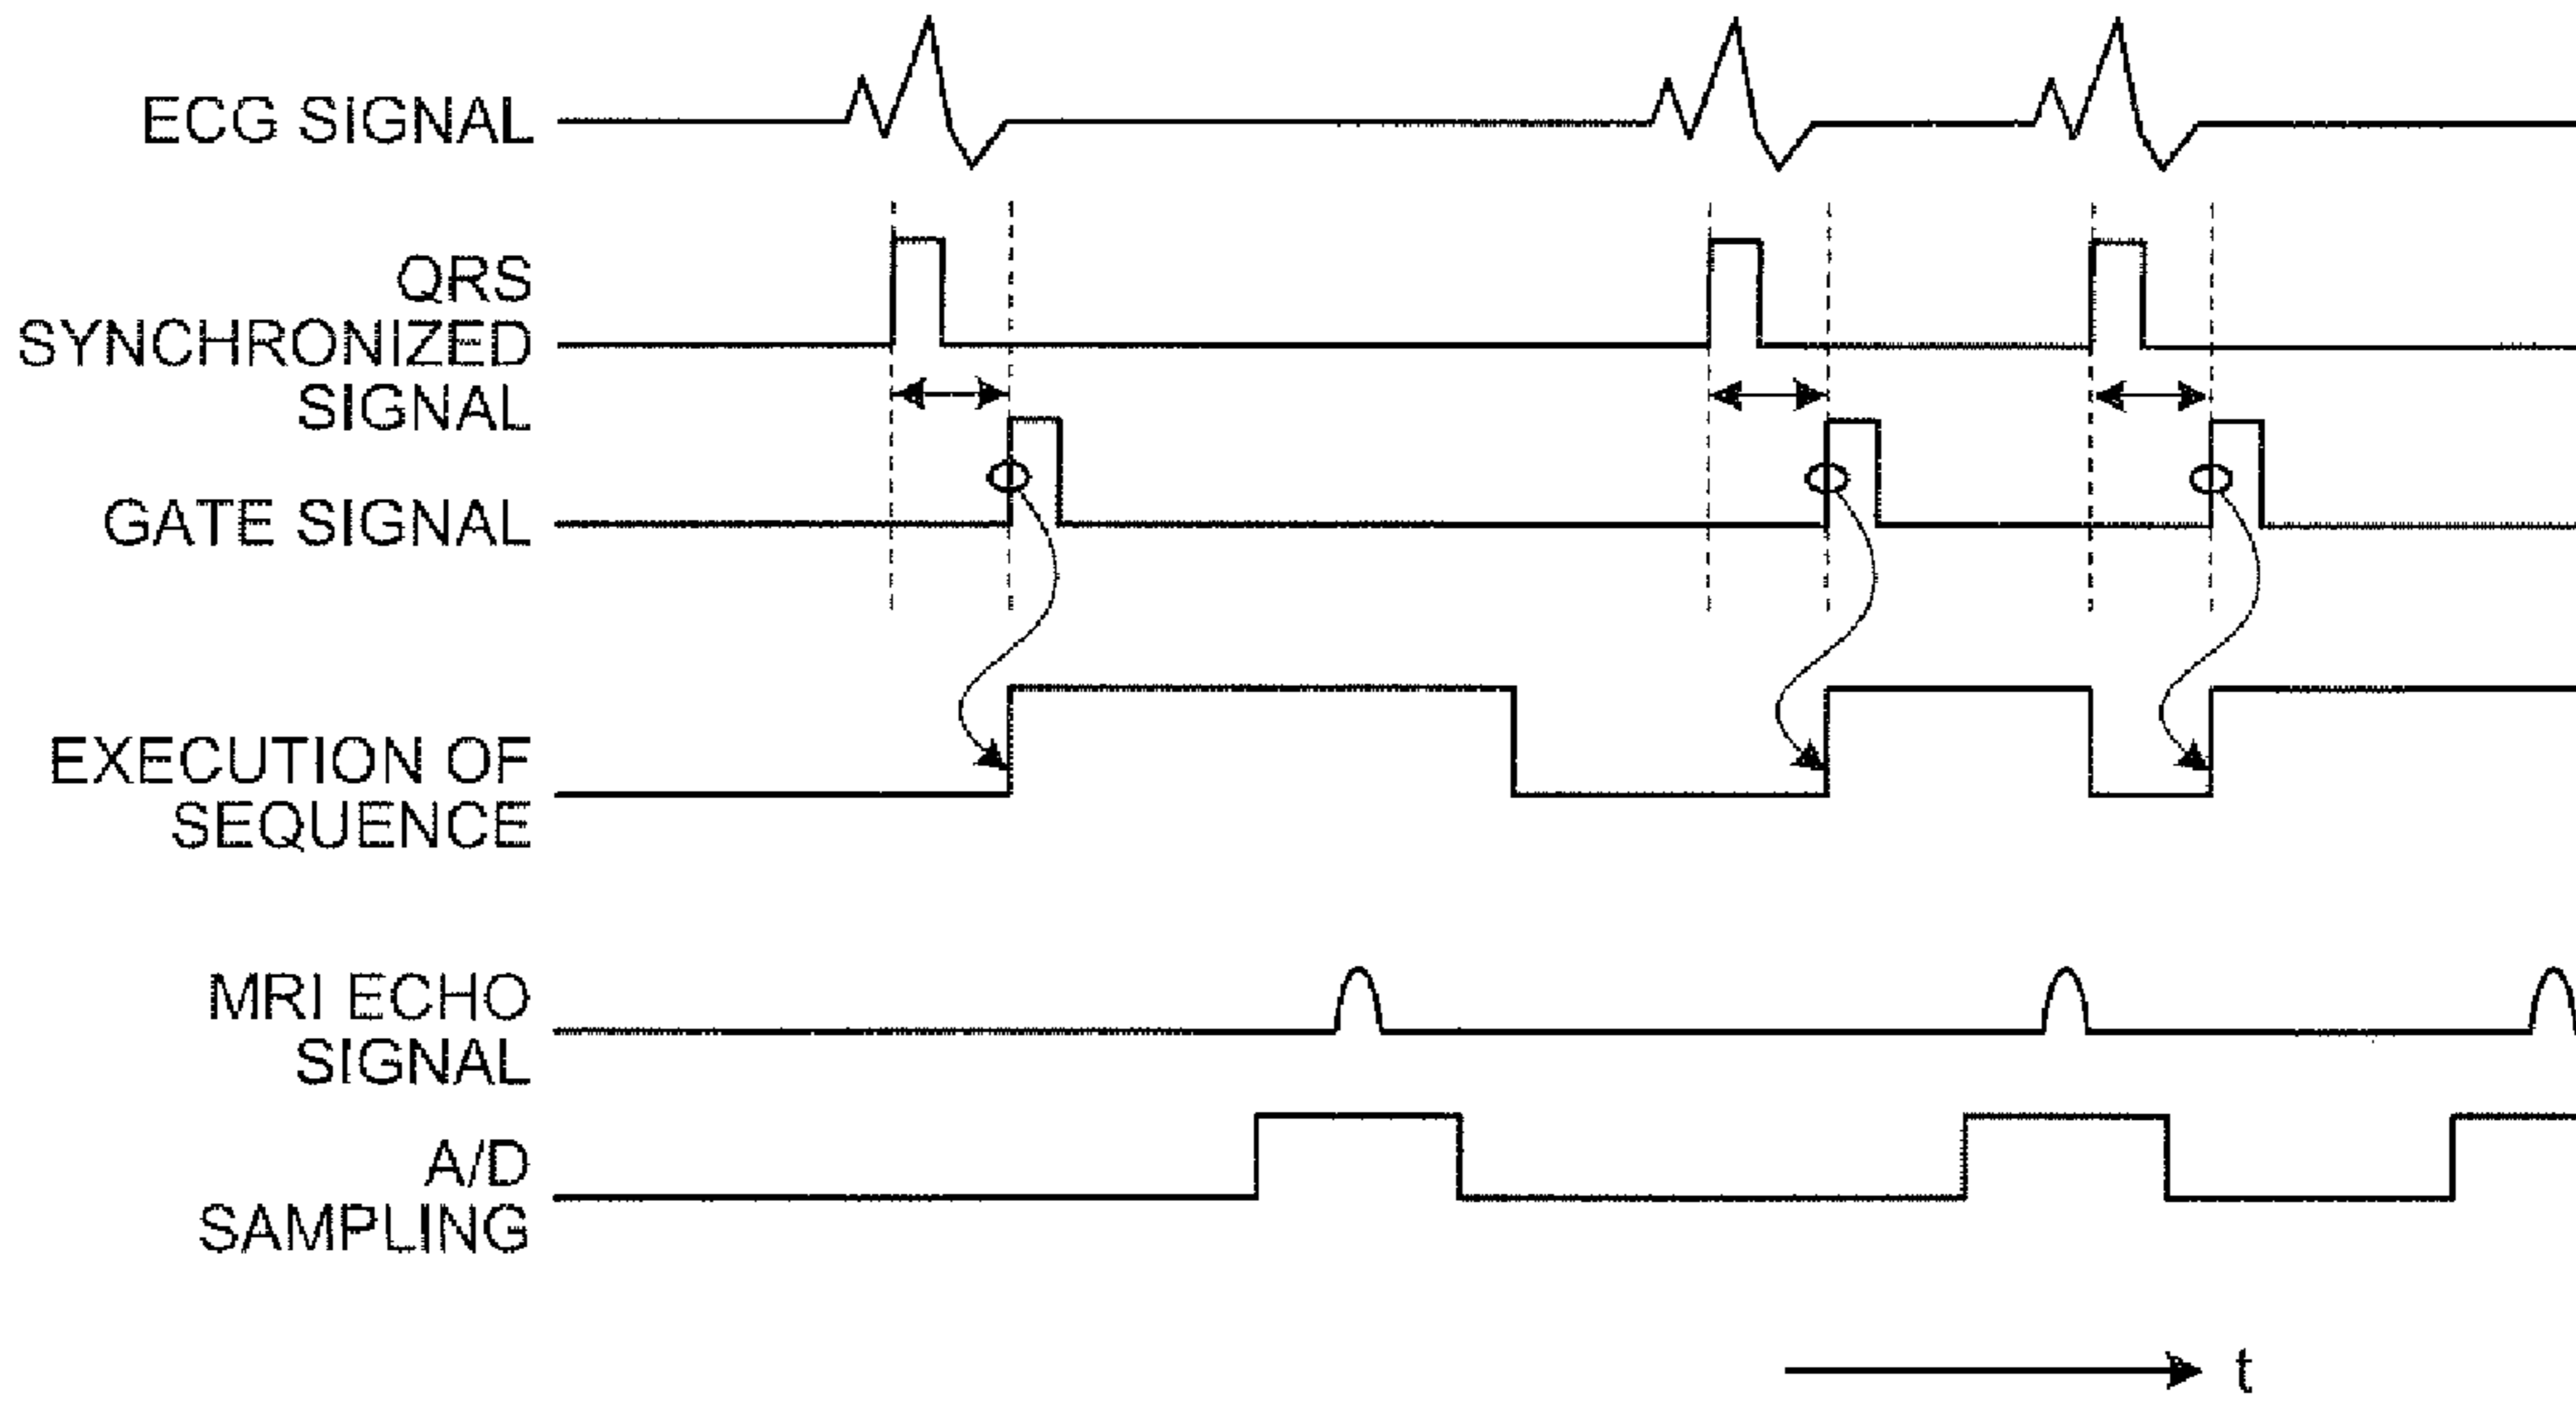 ECG SIGNAL
QRS
SYNCHRONIZED
SIGNAL
GATE SIGNAL
EXECUTION OF
SEQUENCE
MRI ECHO
SIGNAL
A/D
SAMPLING
t